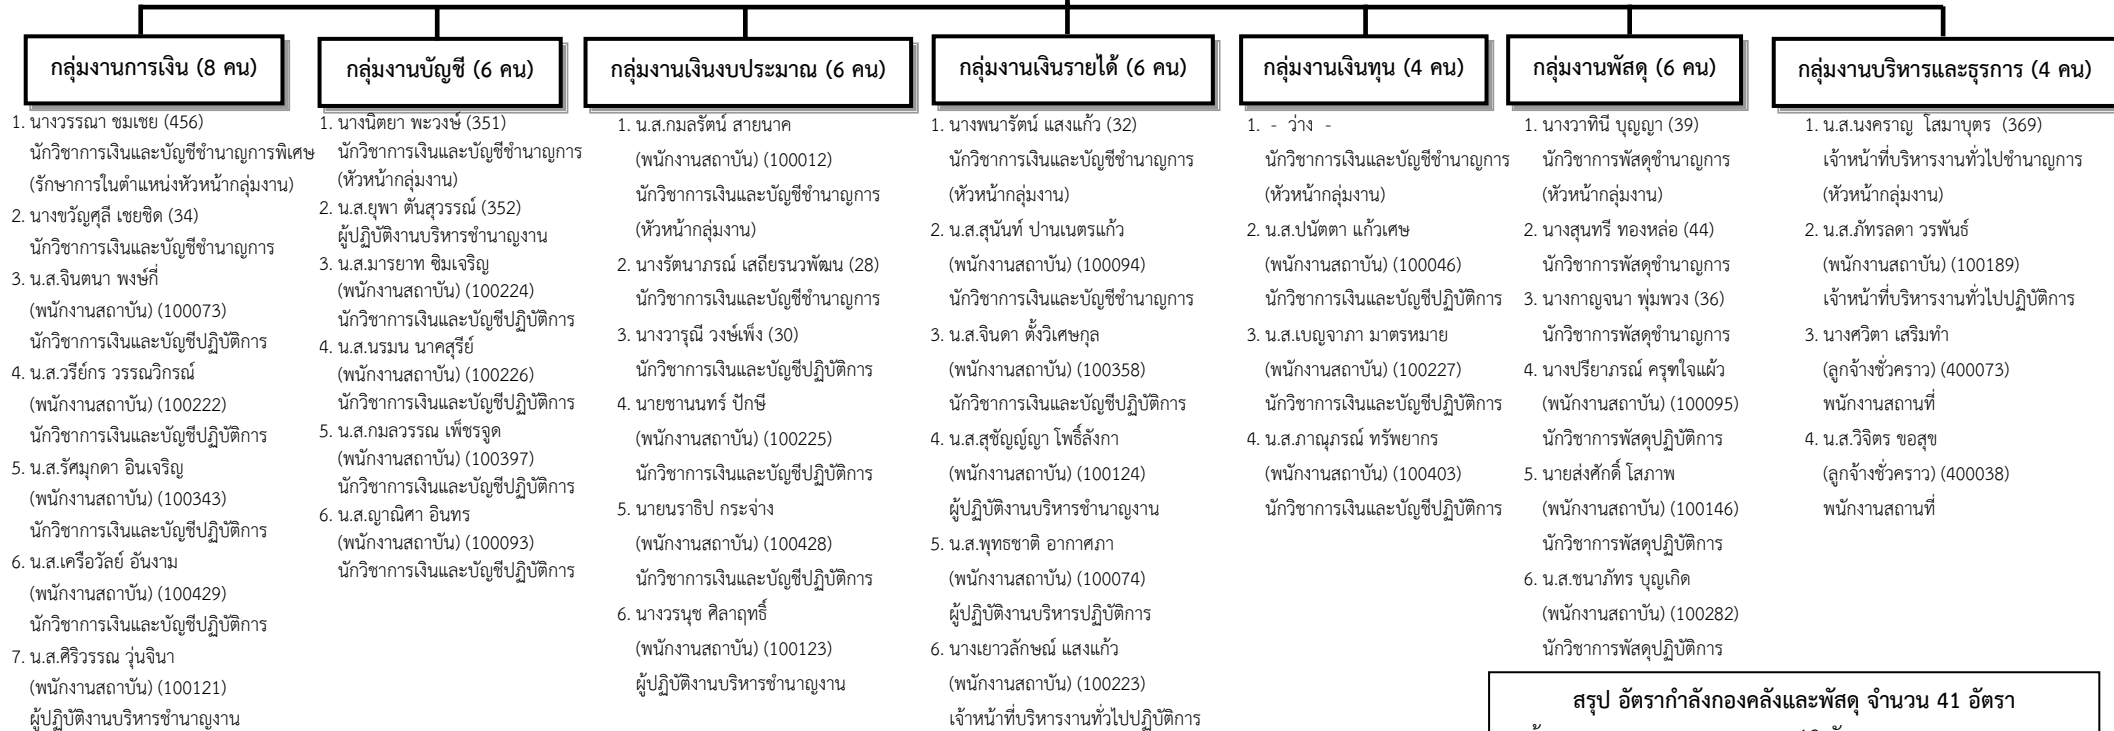 กลุ่มงานการเงิน (8 คน)
1. นางวรรณา ชมเชย (456)
นักวิชาการเงินและบัญชีชำนาญการพิเศษ
(รักษาการในตำแหน่งหัวหน้ากลุ่มงาน)
2. นางขวัญศุลี เชยชิด (34)
นักวิชาการเงินและบัญชีชำนาญการ
3. น.ส.จินตนา พงษ์กี่
(พนักงานสถาบัน) (100073)
นักวิชาการเงินและบัญชีปฏิบัติการ
4. น.ส.วรีย์กร วรรณวิกรณ์
(พนักงานสถาบัน) (100222)
นักวิชาการเงินและบัญชีปฏิบัติการ
5. น.ส.รัศมุกดา อินเจริญ
(พนักงานสถาบัน) (100343)
นักวิชาการเงินและบัญชีปฏิบัติการ
6. น.ส.เครือวัลย์ อันงาม
(พนักงานสถาบัน) (100429)
นักวิชาการเงินและบัญชีปฏิบัติการ
7. น.ส.ศิริวรรณ วุ่นจินา
(พนักงานสถาบัน) (100121)
ผู้ปฏิบัติงานบริหารชำนาญงาน
กลุ่มงานบัญชี (6 คน)
1. นางนิตยา พะวงษ์ (351)
นักวิชาการเงินและบัญชีชำนาญการ
(หัวหน้ากลุ่มงาน)
2. น.ส.ยุพา ตันสุวรรณ์ (352)
ผู้ปฏิบัติงานบริหารชำนาญงาน
3. น.ส.มารยาท ซิมเจริญ
(พนักงานสถาบัน) (100224)
นักวิชาการเงินและบัญชีปฏิบัติการ
4. น.ส.นรมน นาคสุรีย์
(พนักงานสถาบัน) (100226)
นักวิชาการเงินและบัญชีปฏิบัติการ
5. น.ส.กมลวรรณ เพ็ชรจูด
(พนักงานสถาบัน) (100397)
นักวิชาการเงินและบัญชีปฏิบัติการ
6. น.ส.ญาณิศา อินทร
(พนักงานสถาบัน) (100093)
นักวิชาการเงินและบัญชีปฏิบัติการ
กลุ่มงานเงินงบประมาณ (6 คน)
1. น.ส.กมลรัตน์ สายนาค
(พนักงานสถาบัน) (100012)
นักวิชาการเงินและบัญชีชำนาญการ
(หัวหน้ากลุ่มงาน)
2. นางรัตนาภรณ์ เสถียรนวพัฒน (28)
นักวิชาการเงินและบัญชีชำนาญการ
3. นางวารุณี วงษ์เพ็ง (30)
นักวิชาการเงินและบัญชีปฏิบัติการ
4. นายชานนทร์ ปักษี
(พนักงานสถาบัน) (100225)
นักวิชาการเงินและบัญชีปฏิบัติการ
5. นายนราธิป กระจ่าง
(พนักงานสถาบัน) (100428)
นักวิชาการเงินและบัญชีปฏิบัติการ
6. นางวรนุช ศิลาฤทธิ์
(พนักงานสถาบัน) (100123)
ผู้ปฏิบัติงานบริหารชำนาญงาน
กลุ่มงานเงินรายได้ (6 คน)
1. นางพนารัตน์ แสงแก้ว (32)
นักวิชาการเงินและบัญชีชำนาญการ
(หัวหน้ากลุ่มงาน)
2. น.ส.สุนันท์ ปานเนตรแก้ว
(พนักงานสถาบัน) (100094)
นักวิชาการเงินและบัญชีชำนาญการ
3. น.ส.จินดา ตั้งวิเศษกุล
(พนักงานสถาบัน) (100358)
นักวิชาการเงินและบัญชีปฏิบัติการ
4. น.ส.สุชัญญ์ญา โพธิ์ลังกา
(พนักงานสถาบัน) (100124)
ผู้ปฏิบัติงานบริหารชำนาญงาน
5. น.ส.พุทธชาติ อากาศภา
(พนักงานสถาบัน) (100074)
ผู้ปฏิบัติงานบริหารปฏิบัติการ
6. นางเยาวลักษณ์ แสงแก้ว
(พนักงานสถาบัน) (100223)
เจ้าหน้าที่บริหารงานทั่วไปปฏิบัติการ
กลุ่มงานเงินทุน (4 คน)
1. - ว่าง -
นักวิชาการเงินและบัญชีชำนาญการ
(หัวหน้ากลุ่มงาน)
2. น.ส.ปนัตตา แก้วเศษ
(พนักงานสถาบัน) (100046)
นักวิชาการเงินและบัญชีปฏิบัติการ
3. น.ส.เบญจาภา มาตรหมาย
(พนักงานสถาบัน) (100227)
นักวิชาการเงินและบัญชีปฏิบัติการ
4. น.ส.ภาณุภรณ์ ทรัพยากร
(พนักงานสถาบัน) (100403)
นักวิชาการเงินและบัญชีปฏิบัติการ
กลุ่มงานพัสดุ (6 คน)
1. นางวาทินี บุญญา (39)
นักวิชาการพัสดุชำนาญการ
(หัวหน้ากลุ่มงาน)
2. นางสุนทรี ทองหล่อ (44)
นักวิชาการพัสดุชำนาญการ
3. นางกาญจนา พุ่มพวง (36)
นักวิชาการพัสดุชำนาญการ
4. นางปรียาภรณ์ ครุฑใจแผ้ว
(พนักงานสถาบัน) (100095)
นักวิชาการพัสดุปฏิบัติการ
5. นายส่งศักดิ์ โสภาพ
(พนักงานสถาบัน) (100146)
นักวิชาการพัสดุปฏิบัติการ
6. น.ส.ชนาภัทร บุญเกิด
(พนักงานสถาบัน) (100282)
นักวิชาการพัสดุปฏิบัติการ
กลุ่มงานบริหารและธุรการ (4 คน)
1. น.ส.นงคราญ โสมาบุตร (369)
เจ้าหน้าที่บริหารงานทั่วไปชำนาญการ
(หัวหน้ากลุ่มงาน)
2. น.ส.ภัทรลดา วรพันธ์
(พนักงานสถาบัน) (100189)
เจ้าหน้าที่บริหารงานทั่วไปปฏิบัติการ
3. นางศวิตา เสริมทำ
(ลูกจ้างชั่วคราว) (400073)
พนักงานสถานที่
4. น.ส.วิจิตร ขอสุข
(ลูกจ้างชั่วคราว) (400038)
พนักงานสถานที่
สรุป อัตรากำลังกองคลังและพัสดุ จำนวน 41 อัตรา